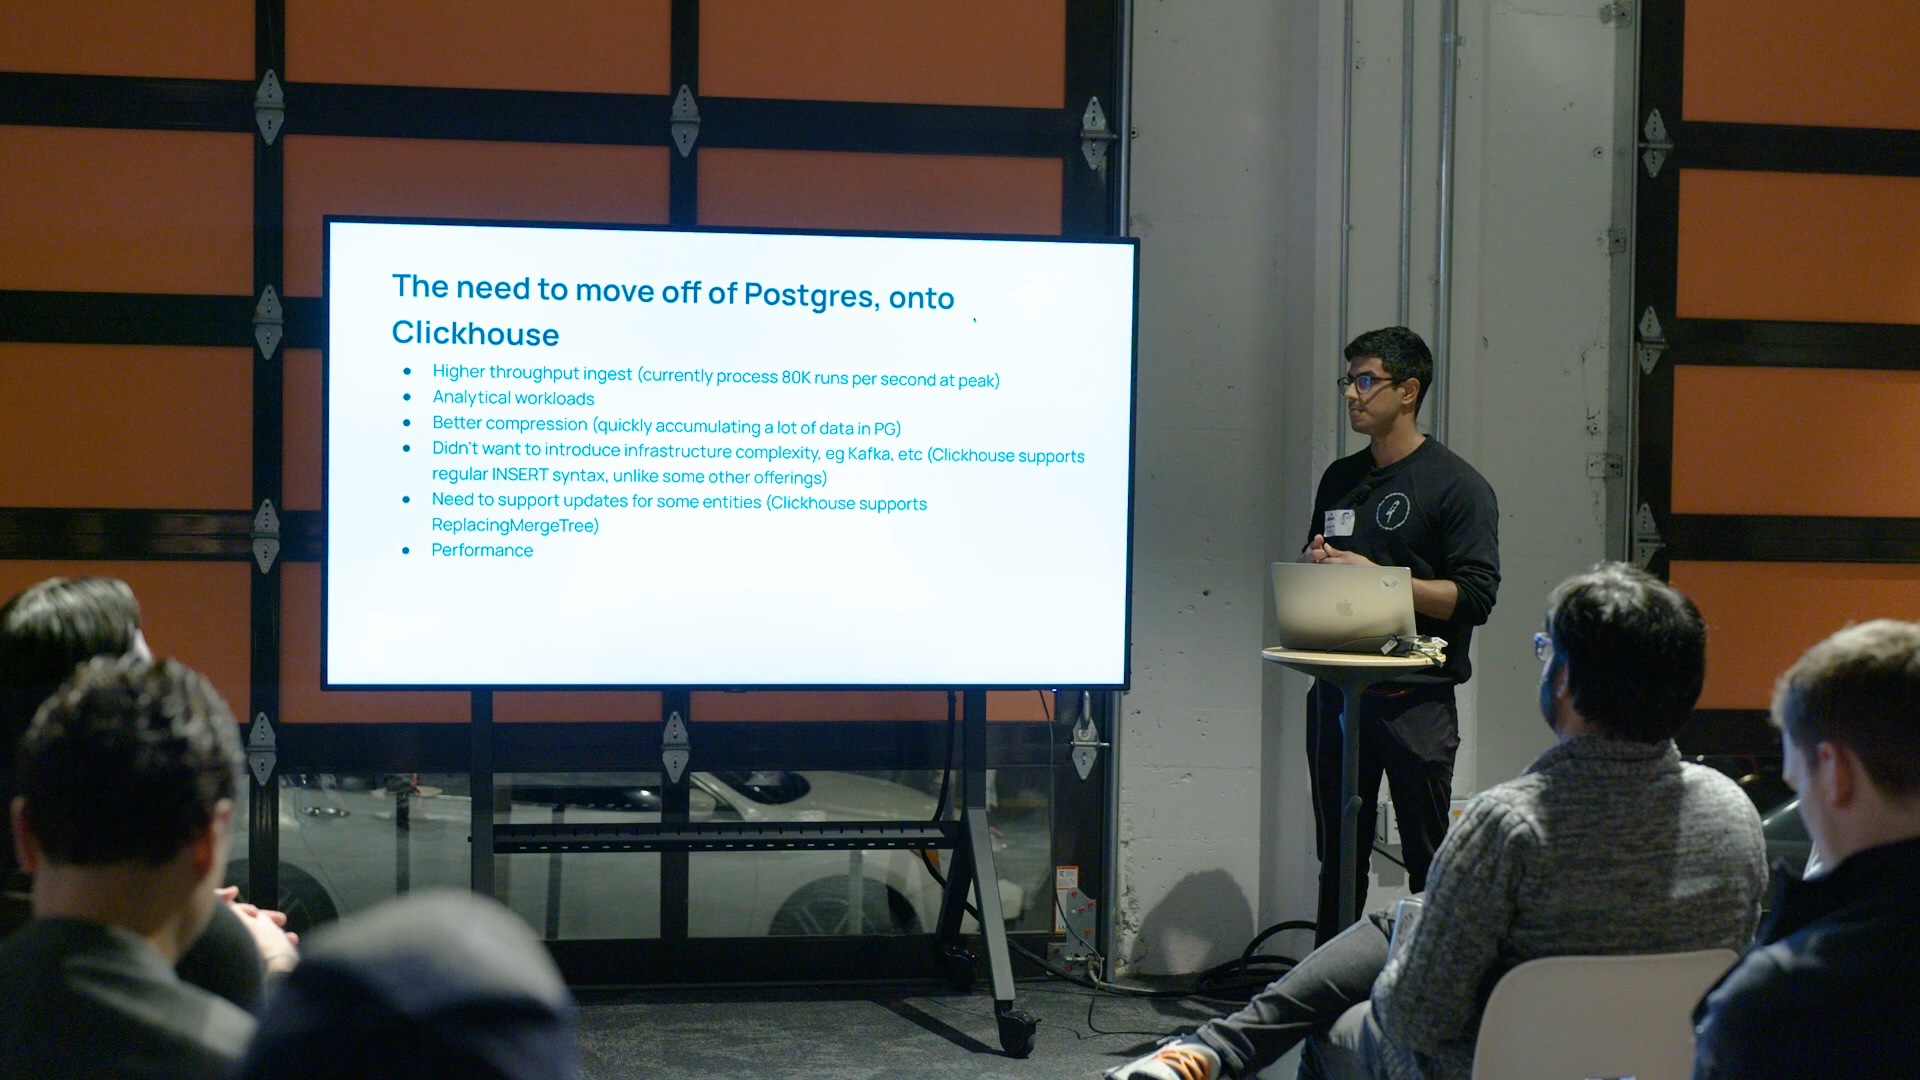 The need to move off of Postgres, onto
Clickhouse
Higher throughput ingest (currently process 80K runs per second at peak)
Analytical workloads
Better compression (quickly accumulating a lot of data in PG)
Didn't want to introduce infrastructure complexity, eg Kafka, etc (Clickhouse supports
regular INSERT syntax, unlike some other offerings)
Need to support updates for some entities (Clickhouse supports
ReplacingMergeTree)
Performance